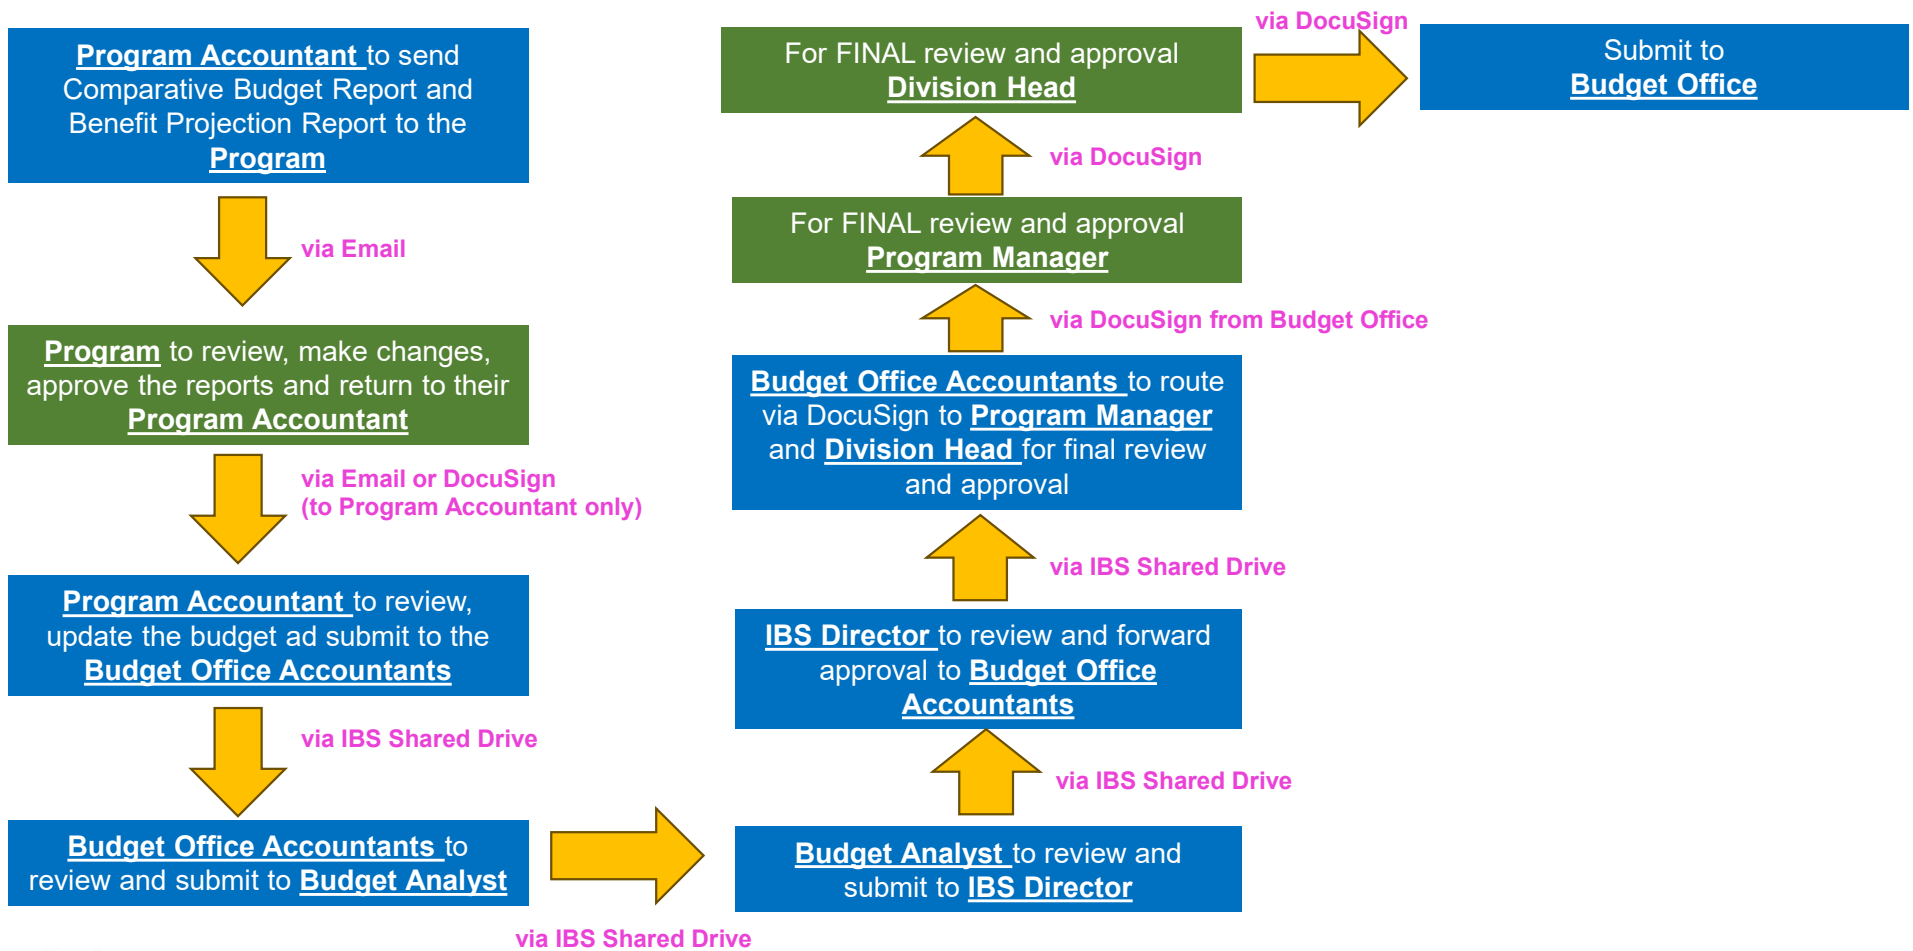 Program Accountant to send
Comparative Budget Report and
Benefit Projection Report to the
Program
via Email
Program to review, make changes,
approve the reports and return to their
Program Accountant
via Email or DocuSign
(to Program Accountant only)
Program Accountant to review,
update the budget ad submit to the
Budget Office Accountants
via IBS Shared Drive
Budget Office Accountants to
review and submit to Budget Analyst
via IBS Shared Drive
Budget Analyst to review and
submit to IBS Director
via IBS Shared Drive
IBS Director to review and forward
approval to Budget Office
Accountants
via IBS Shared Drive
Budget Office Accountants to route
via DocuSign to Program Manager
and Division Head for final review
and approval
via DocuSign from Budget Office
For FINAL review and approval
Program Manager
via DocuSign
For FINAL review and approval
Division Head
via DocuSign
Submit to
Budget Office